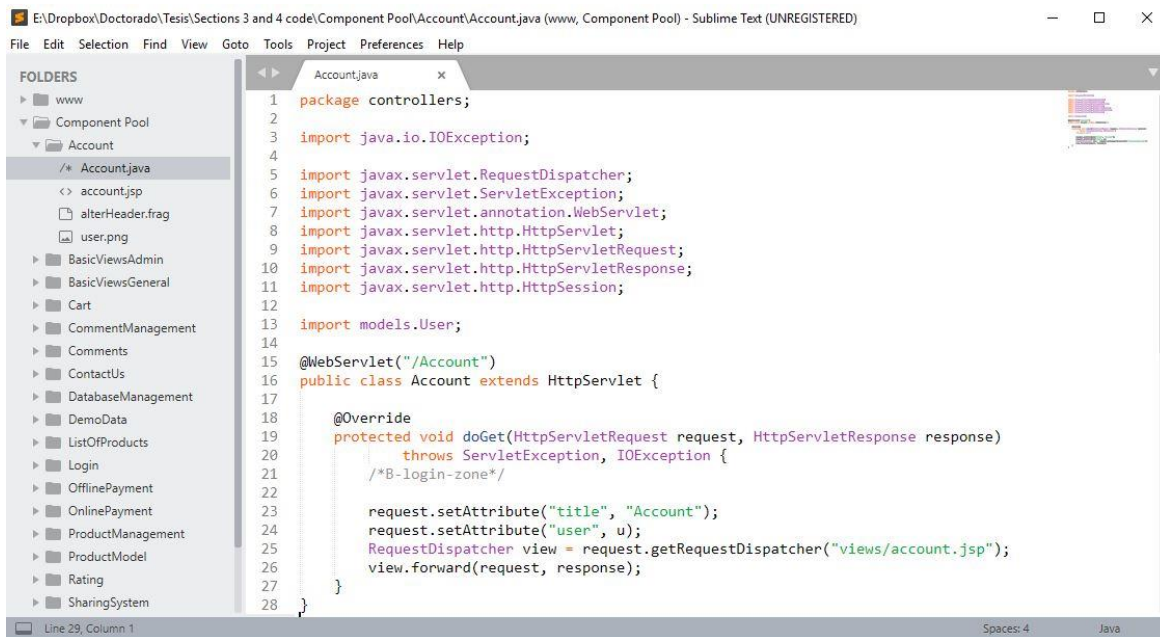 E:\Dropbox\Doctorado\Tesis\Sections 3 and 4 code\Component Pool\Account\Account.java (www, Component Pool) - Sublime Text (UNREGISTERED)
File Edit Selection Find View Goto Tools Project Preferences Help
FOLDERS
www
Component Pool
Account
/* Account.java
<> account.jsp
alterHeader.frag
user.png
BasicViewsAdmin
BasicViewsGeneral
Cart
CommentManagement
Comments
ContactUs
DatabaseManagement
DemoData
ListOfProducts
Login
OfflinePayment
OnlinePayment
ProductManagement
ProductModel
Rating
SharingSystem
Account.java
1 package controllers;
2
3 import java.io.IOException;
4
5 import javax.servlet.RequestDispatcher;
6 import javax.servlet.ServletException;
7 import javax.servlet.annotation.WebServlet;
8 import javax.servlet.http.HttpServlet;
9 import javax.servlet.http.HttpServletRequest;
10 import javax.servlet.http.HttpServletResponse;
11 import javax.servlet.http.HttpSession;
12
13 import models.User;
14
15 @WebServlet("/Account")
16 public class Account extends HttpServlet {
17
18     @Override
19     protected void doGet(HttpServletRequest request, HttpServletResponse response)
20             throws ServletException, IOException {
21         /*B-login-zone*/
22
23         request.setAttribute("title", "Account");
24         request.setAttribute("user", u);
25         RequestDispatcher view = request.getRequestDispatcher("views/account.jsp");
26         view.forward(request, response);
27     }
28 }
Line 29, Column 1
Spaces: 4
Java